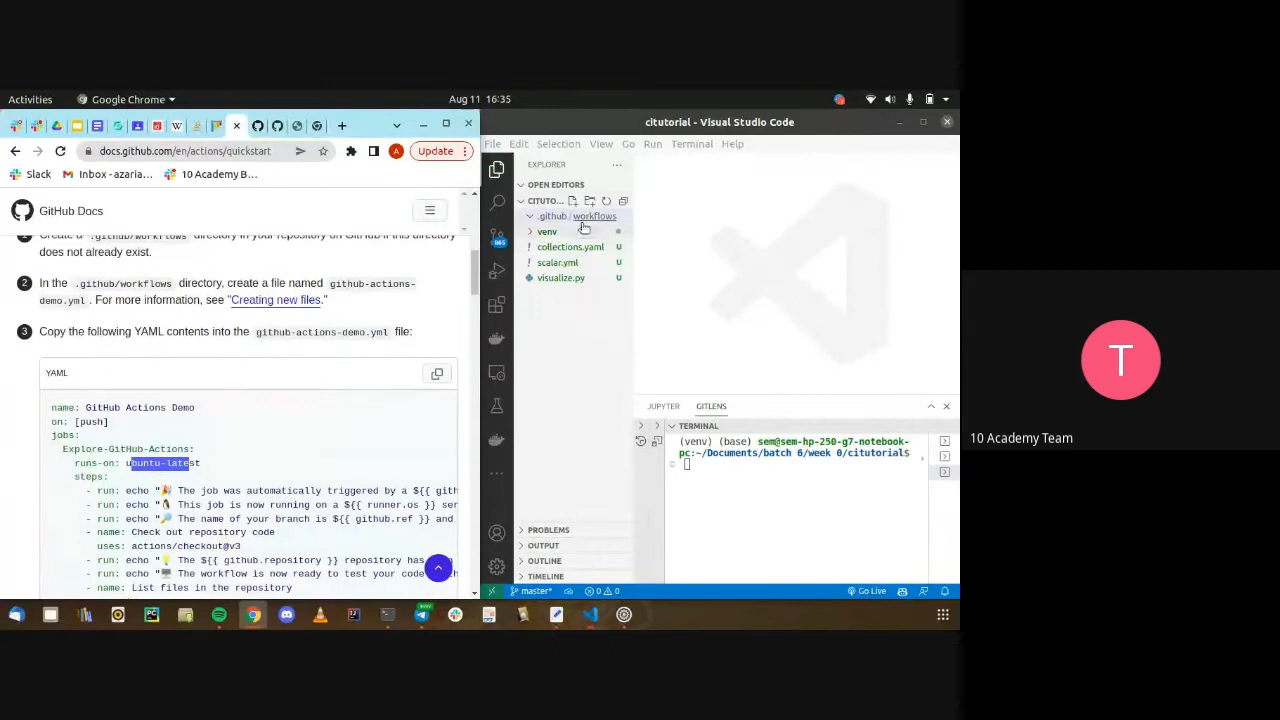 Activities
Google Chrome
Aug 11 16:35
docs.github.com/en/actions/quickstart
Update
Slack
Inbox - azaria…
10 Academy B…
GitHub Docs
does not already exist.
2 In the .github/workflows directory, create a file named github-actions-
demo.yml . For more information, see "Creating new files."
3 Copy the following YAML contents into the github-actions-demo.yml file:
YAML
name: GitHub Actions Demo
on: [push]
jobs:
Explore-GitHub-Actions:
runs-on: ubuntu-latest
steps:
- run: echo "🎉 The job was automatically triggered by a ${{ gith
- run: echo "🐧 This job is now running on a ${{ runner.os }} ser
- run: echo "🔎 The name of your branch is ${{ github.ref }} and
- name: Check out repository code
uses: actions/checkout@v3
- run: echo "💡 The ${{ github.repository }} repository has
- run: echo "🖥️ The workflow is now ready to test your code
- name: List files in the repository
citutorial - Visual Studio Code
File Edit Selection View Go Run Terminal Help
EXPLORER
OPEN EDITORS
CITUTO...
.github / workflows
venv
! collections.yaml U
! scalar.yml U
visualize.py U
JUPYTER GITLENS
TERMINAL
(venv) (base) sem@sem-hp-250-g7-notebook-
pc:~/Documents/batch 6/week 0/citutorial$
PROBLEMS
OUTPUT
OUTLINE
TIMELINE
master*
0 0
Go Live
T
10 Academy Team